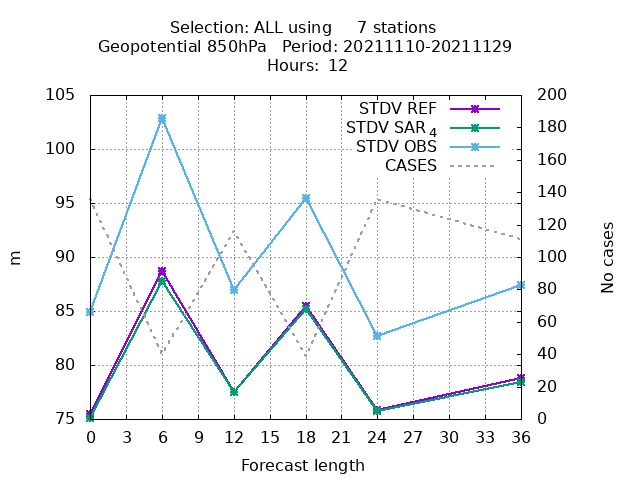 Selection: ALL using     7 stations
Geopotential 850hPa   Period: 20211110-20211129
Hours:  12
STDV REF
STDV SAR4
STDV OBS
CASES
105
100
95
90
85
80
75
m
200
180
160
140
120
100
80
60
40
20
0
No cases
0 3 6 9 12 15 18 21 24 27 30 33 36
Forecast length